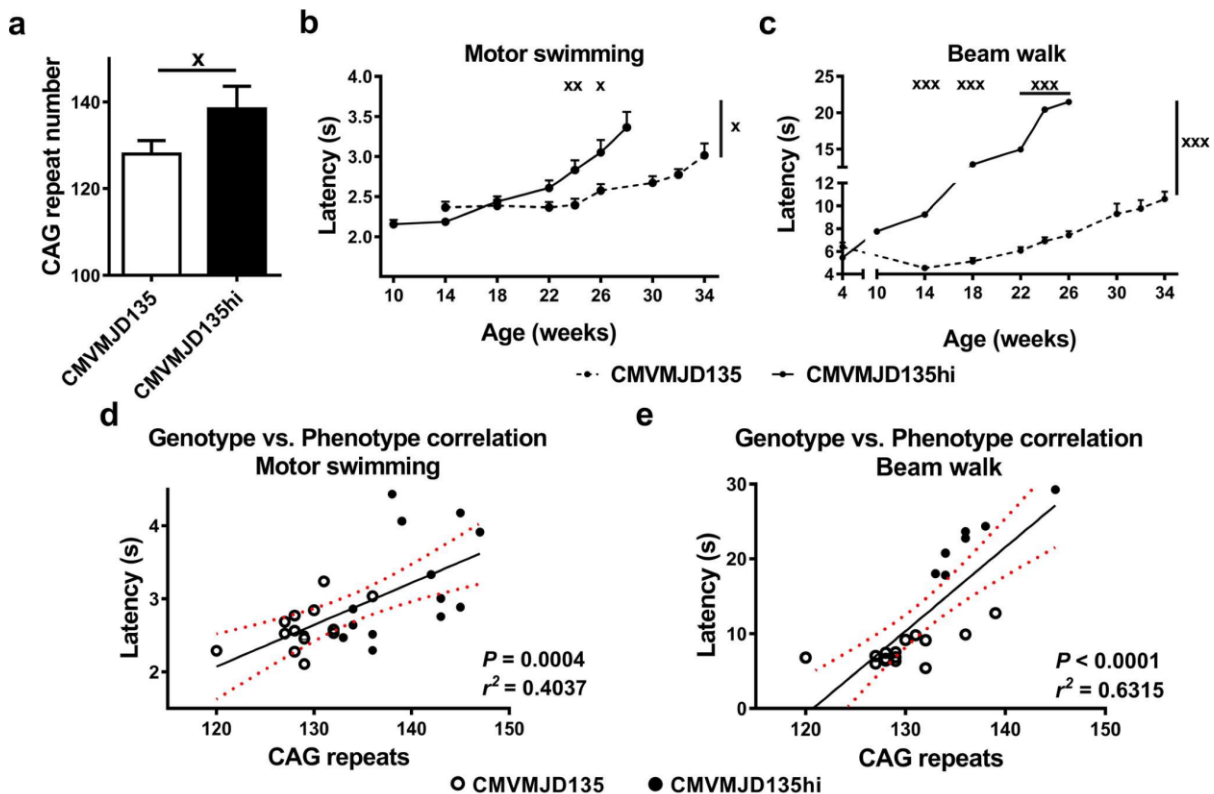 a
x
CAG repeat number
140
120
100
CMVMJD135
CMVMJD135hi
b
Motor swimming
xx x
4.0
3.5
3.0
2.5
2.0
Latency (s)
x
10 14 18 22 26 30 34
Age (weeks)
c
Beam walk
xxx xxx xxx
25
20
15
10
12
10
8
6
4
Latency (s)
xxx
4 10 14 18 22 26 30 34
Age (weeks)
CMVMJD135 CMVMJD135hi
d
Genotype vs. Phenotype correlation
Motor swimming
4
3
2
Latency (s)
P = 0.0004
r² = 0.4037
120 130 140 150
CAG repeats
e
Genotype vs. Phenotype correlation
Beam walk
30
20
10
0
Latency (s)
P < 0.0001
r² = 0.6315
120 130 140 150
CAG repeats
CMVMJD135 CMVMJD135hi